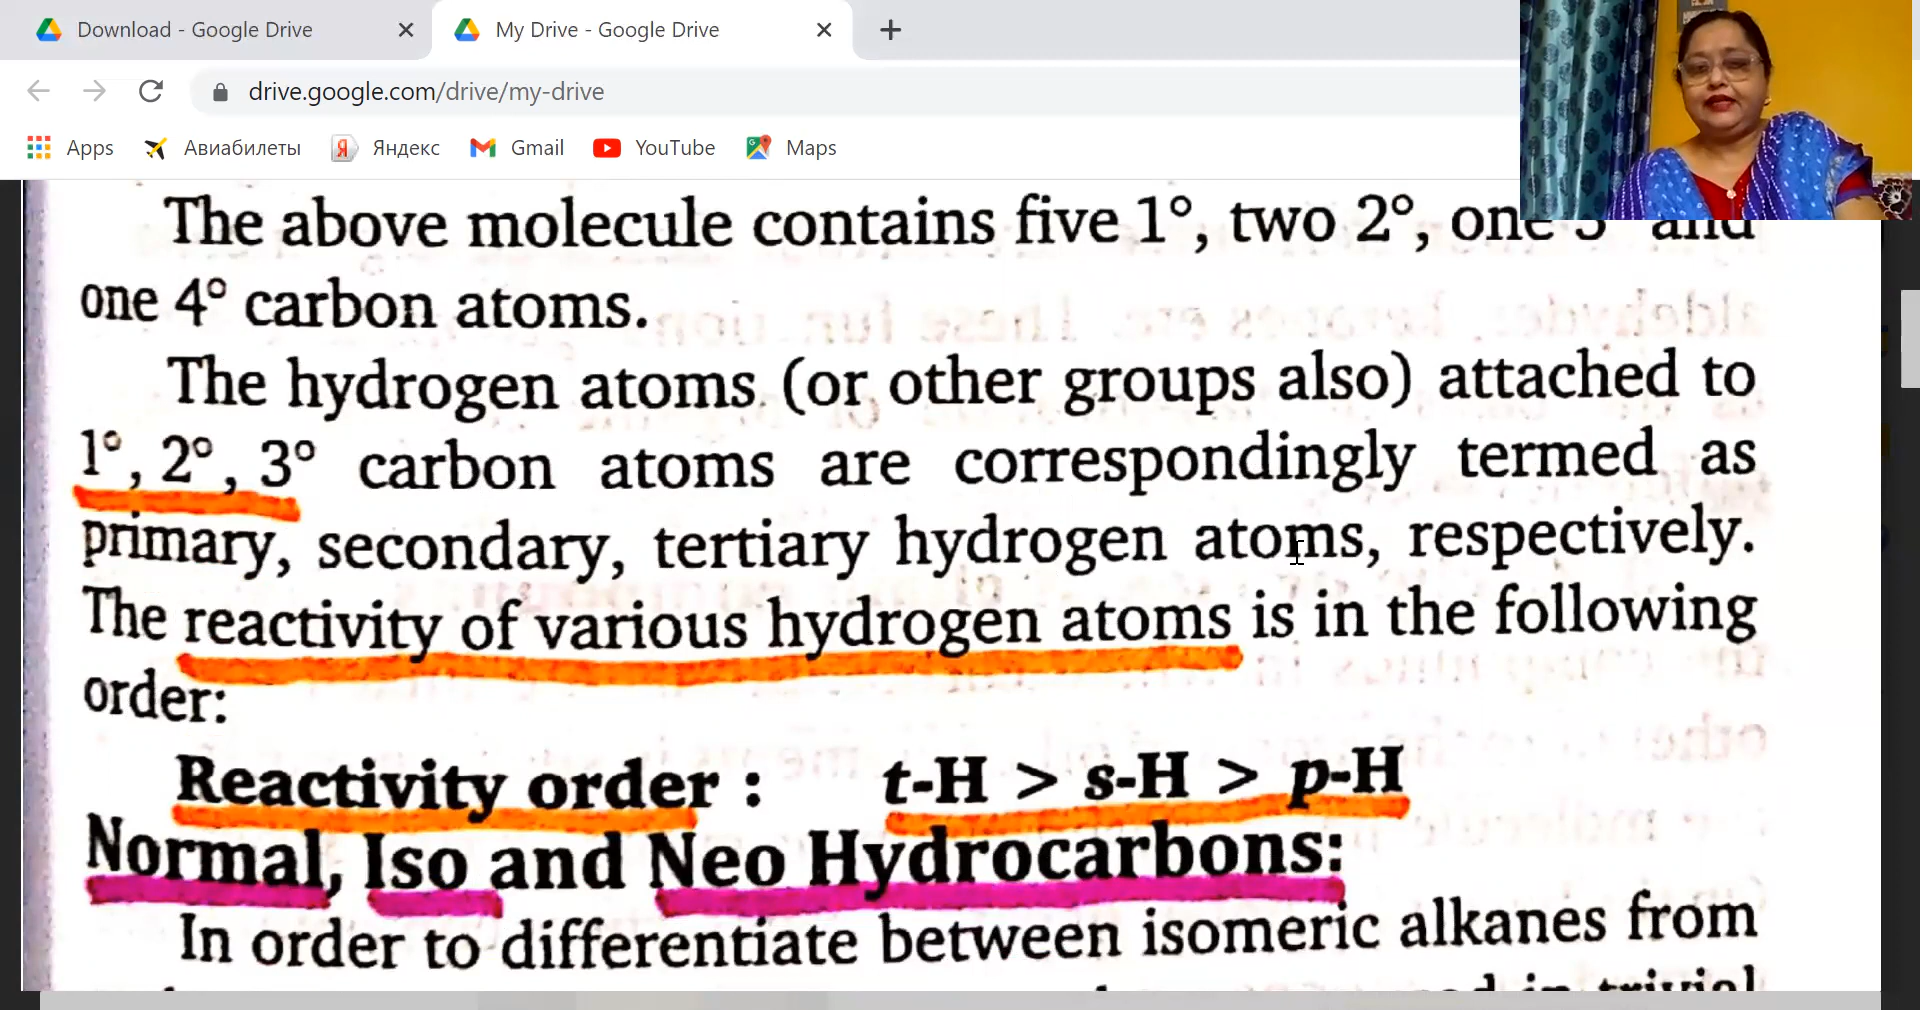 Download - Google Drive
My Drive - Google Drive
drive.google.com/drive/my-drive
Apps
Авиабилеты
Яндекс
Gmail
YouTube
Maps
The above molecule contains five 1°, two 2°, one 3° and
one 4° carbon atoms.
The hydrogen atoms (or other groups also) attached to
1°, 2°, 3° carbon atoms are correspondingly termed as
primary, secondary, tertiary hydrogen atoms, respectively.
The reactivity of various hydrogen atoms is in the following
order:
Reactivity order : t-H > s-H > p-H
Normal, Iso and Neo Hydrocarbons:
In order to differentiate between isomeric alkanes from
in trivial